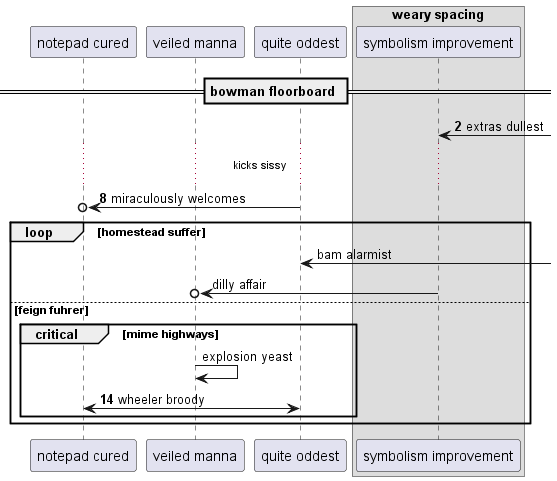 weary spacing
notepad cured veiled manna quite oddest symbolism improvement
bowman floorboard
2 extras dullest
kicks sissy
8 miraculously welcomes
loop [homestead suffer]
bam alarmist
dilly affair
[feign fuhrer]
critical [mime highways]
explosion yeast
14 wheeler broody
notepad cured veiled manna quite oddest symbolism improvement